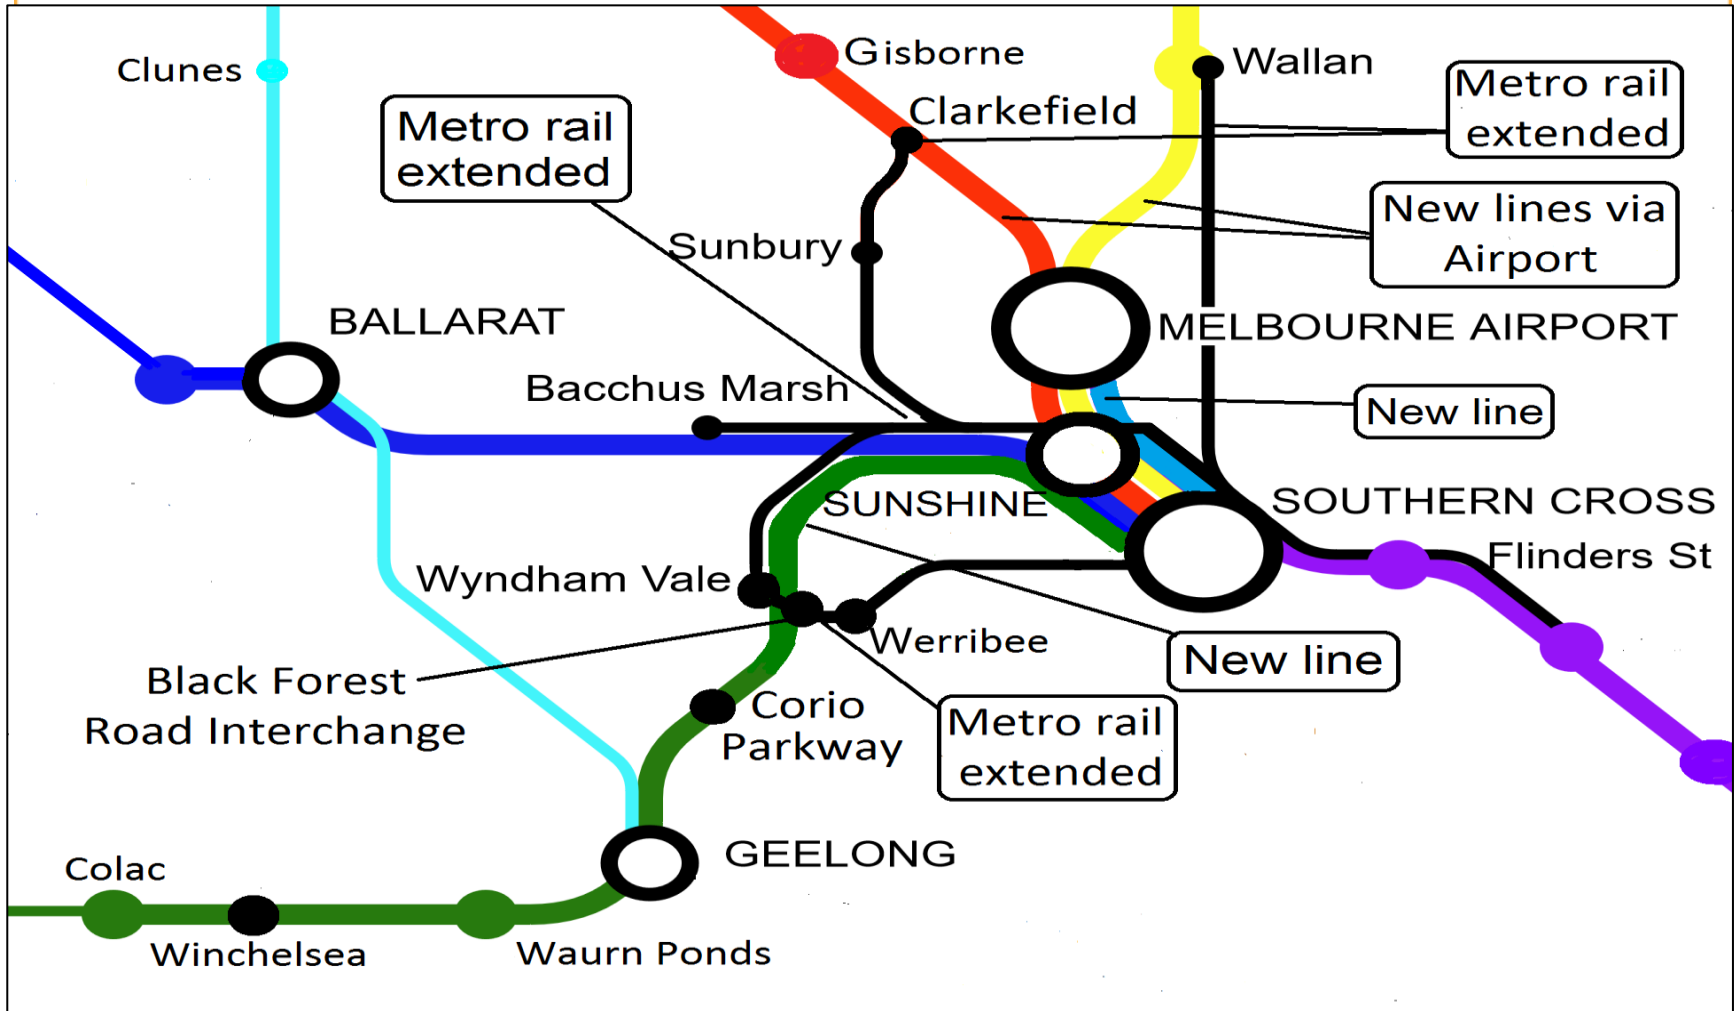 Clunes
Gisborne
Wallan
Metro rail
extended
Clarkefield
Metro rail
extended
New lines via
Airport
Sunbury
BALLARAT
MELBOURNE AIRPORT
Bacchus Marsh
New line
SUNSHINE
SOUTHERN CROSS
Flinders St
Wyndham Vale
Werribee
New line
Black Forest
Road Interchange
Corio
Parkway
Metro rail
extended
GEELONG
Colac
Winchelsea
Waurn Ponds